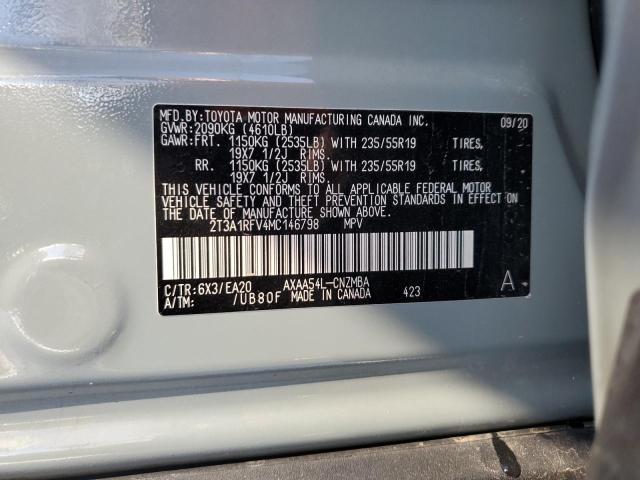 MFD.BY:TOYOTA MOTOR MANUFACTURING CANADA INC. 09/20
GVWR:2090KG (4610LB)
GAWR:FRT. 1150KG (2535LB) WITH 235/55R19 TIRES,
19X7 1/2J RIMS.
RR. 1150KG (2535LB) WITH 235/55R19 TIRES,
19X7 1/2J RIMS.
THIS VEHICLE CONFORMS TO ALL APPLICABLE FEDERAL MOTOR
VEHICLE SAFETY AND THEFT PREVENTION STANDARDS IN EFFECT
ON THE DATE OF MANUFACTURE SHOWN ABOVE.
2T3A1RFV4MC146798 MPV
C/TR:6X3/EA20 AXAA54L-CNZMBA A
A/TM: /UB80F MADE IN CANADA 423